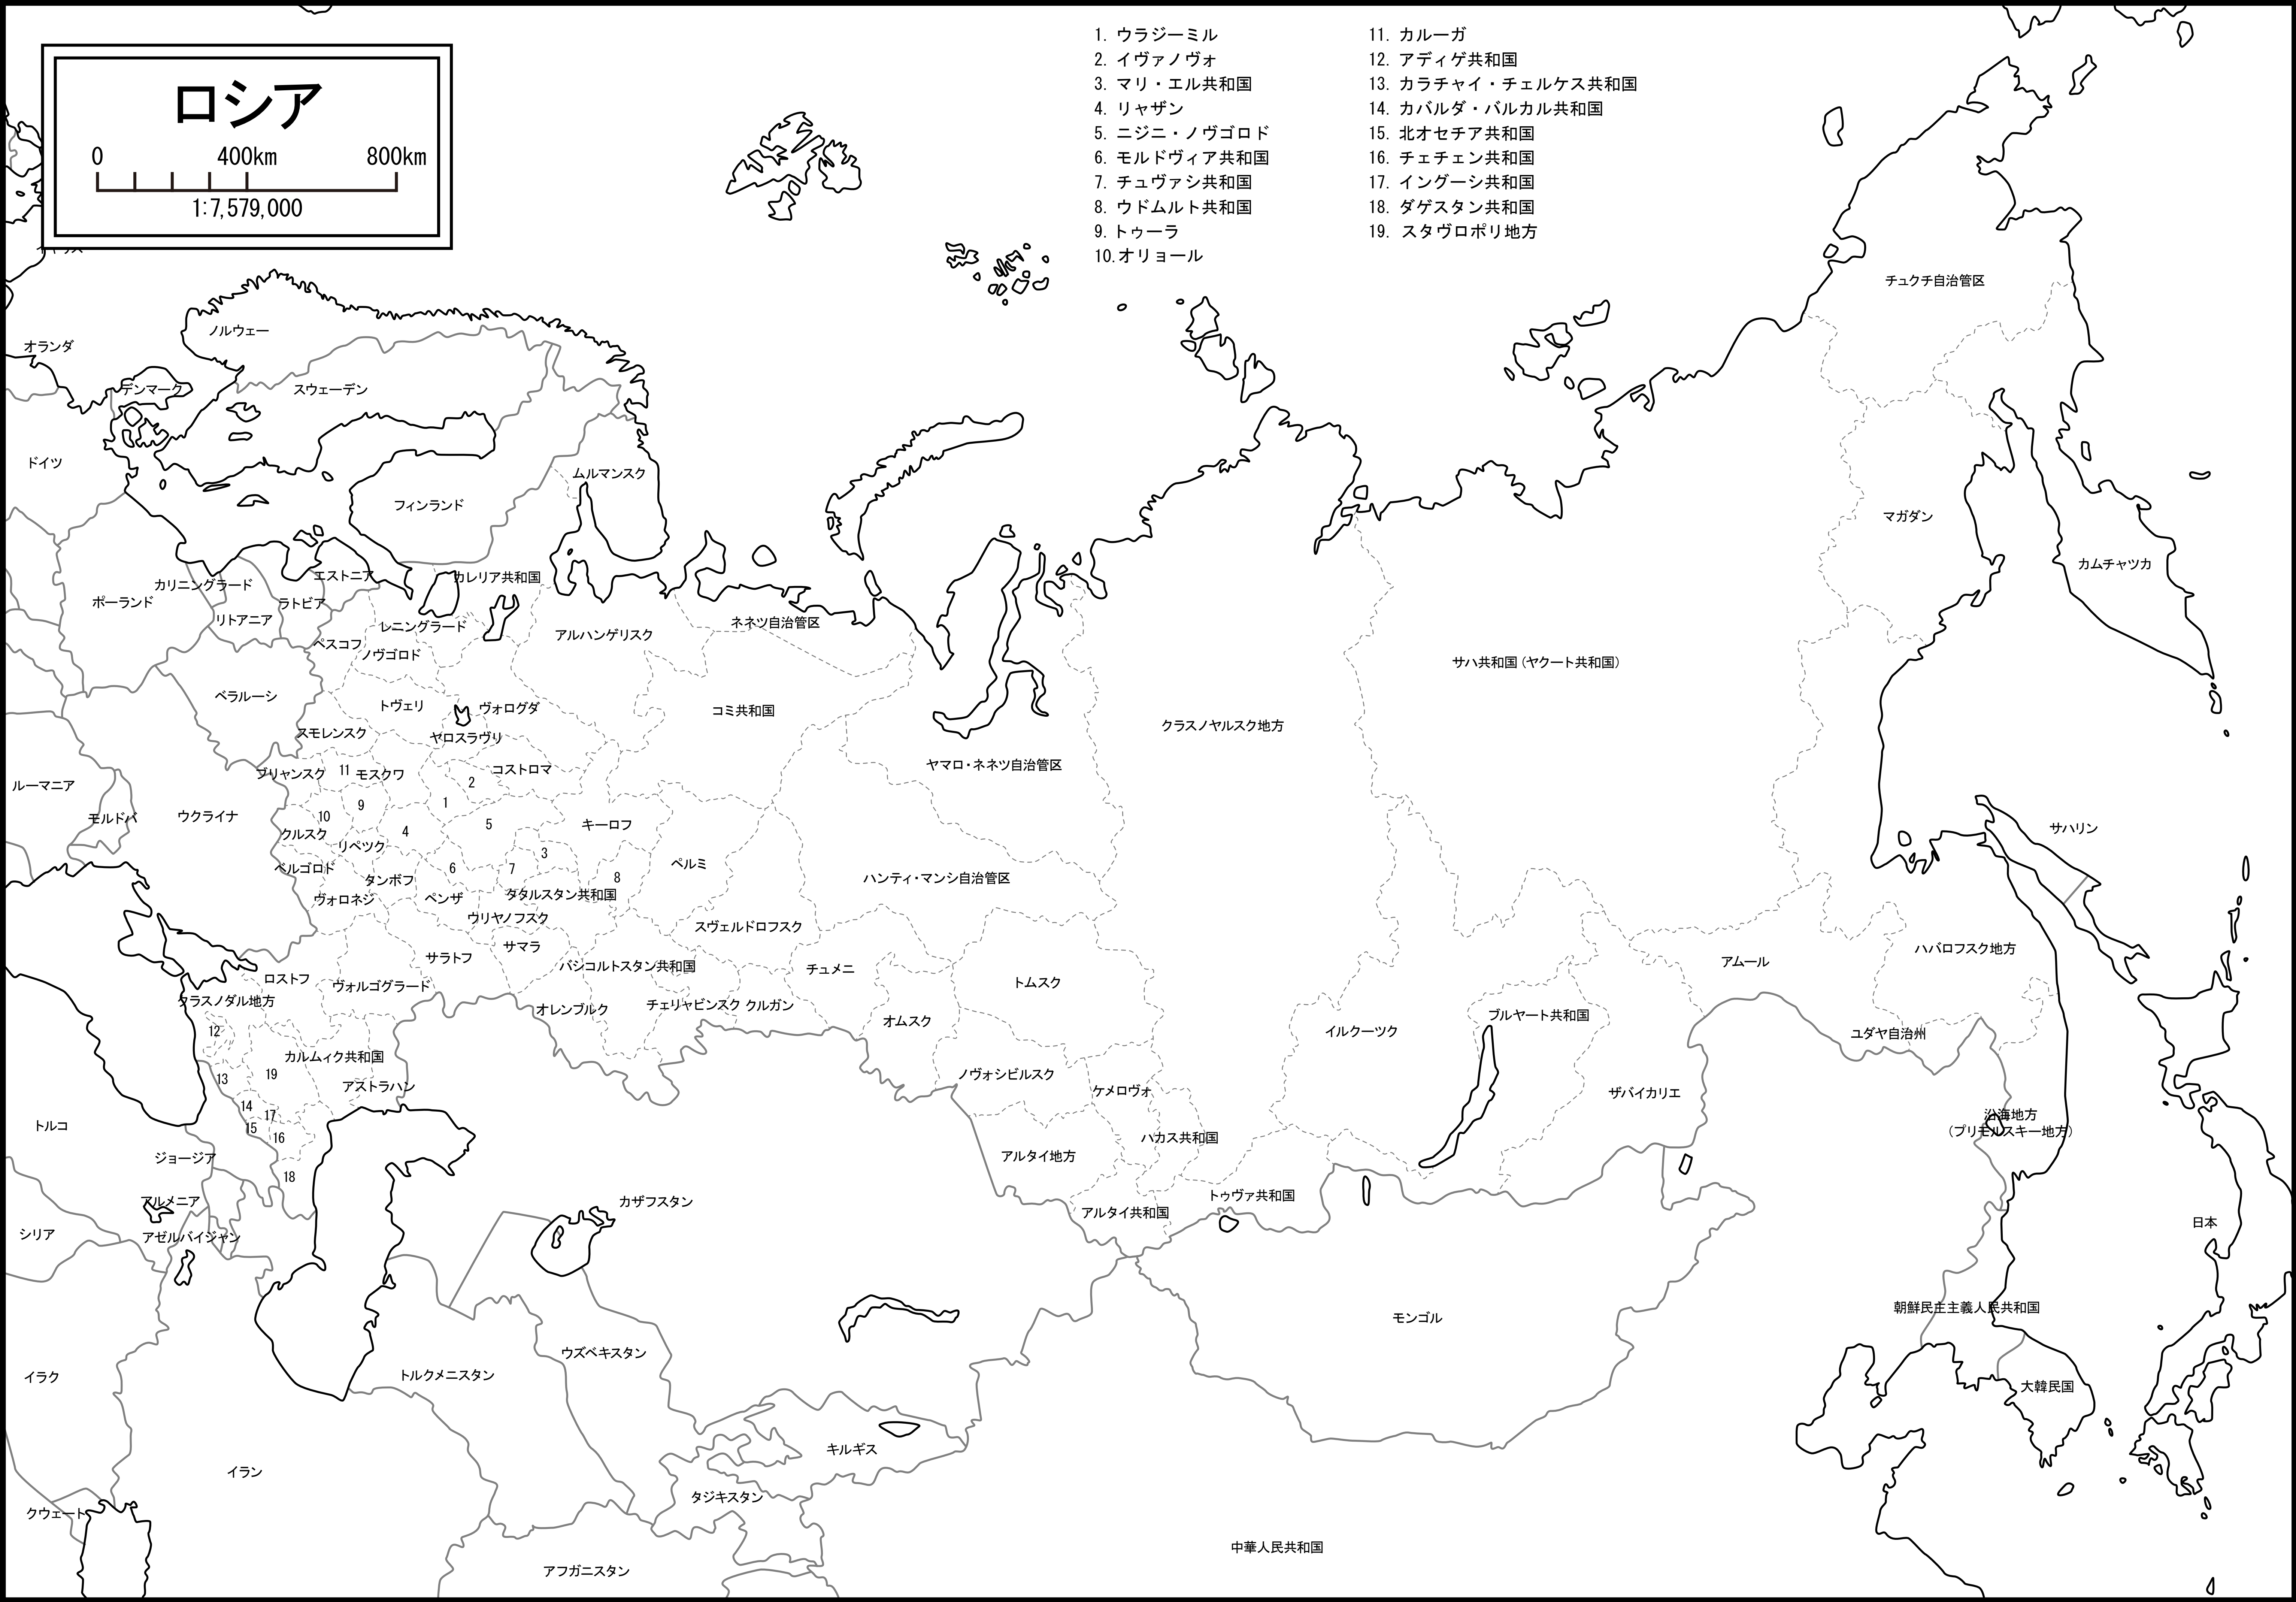 ロシア
0 400km 800km
1:7,579,000
1. ウラジーミル
2. イヴァノヴォ
3. マリ・エル共和国
4. リャザン
5. ニジニ・ノヴゴロド
6. モルドヴィア共和国
7. チュヴァシ共和国
8. ウドムルト共和国
9. トゥーラ
10.オリョール
11. カルーガ
12. アディゲ共和国
13. カラチャイ・チェルケス共和国
14. カバルダ・バルカル共和国
15. 北オセチア共和国
16. チェチェン共和国
17. イングーシ共和国
18. ダゲスタン共和国
19. スタヴロポリ地方
チュクチ自治管区
ノルウェー
オランダ
デンマーク
スウェーデン
ドイツ
ムルマンスク
フィンランド
マガダン
カムチャツカ
エストニア
カレリア共和国
カリニングラード
ポーランド
ラトビア
リトアニア
レニングラード
アルハンゲリスク
ネネツ自治管区
ペスコフ
ノヴゴロド
サハ共和国(ヤクート共和国)
ベラルーシ
トヴェリ
ヴォログダ
コミ共和国
クラスノヤルスク地方
スモレンスク
ヤロスラヴリ
ヤマロ・ネネツ自治管区
ブリャンスク
11
モスクワ
コストロマ
2
ルーマニア
1
9
モルドバ
ウクライナ
10
5
キーロフ
サハリン
クルスク
4
リペツク
3
ペルミ
ベルゴロド
6
7
8
タンボフ
ハンティ・マンシ自治管区
ヴォロネジ
ペンザ
タタルスタン共和国
ウリヤノフスク
スヴェルドロフスク
サマラ
ハバロフスク地方
サラトフ
バシコルトスタン共和国
チュメニ
アムール
ロストフ
ヴォルゴグラード
トムスク
クラスノダル地方
オレンブルク
チェリャビンスク
クルガン
オムスク
ブルヤート共和国
12
イルクーツク
ユダヤ自治州
カルムィク共和国
13
19
アストラハン
ノヴォシビルスク
ケメロヴォ
ザバイカリエ
14
17
トルコ
15
16
沿海地方
(プリモルスキー地方)
ハカス共和国
ジョージア
アルタイ地方
18
アルメニア
カザフスタン
トゥヴァ共和国
アルタイ共和国
シリア
アゼルバイジャン
日本
朝鮮民主主義人民共和国
モンゴル
ウズベキスタン
イラク
トルクメニスタン
大韓民国
キルギス
イラン
タジキスタン
クウェート
中華人民共和国
アフガニスタン